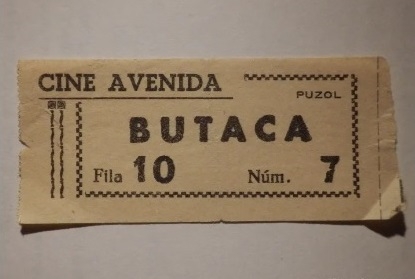 CINE AVENIDA
PUZOL
BUTACA
Fila 10 Núm. 7